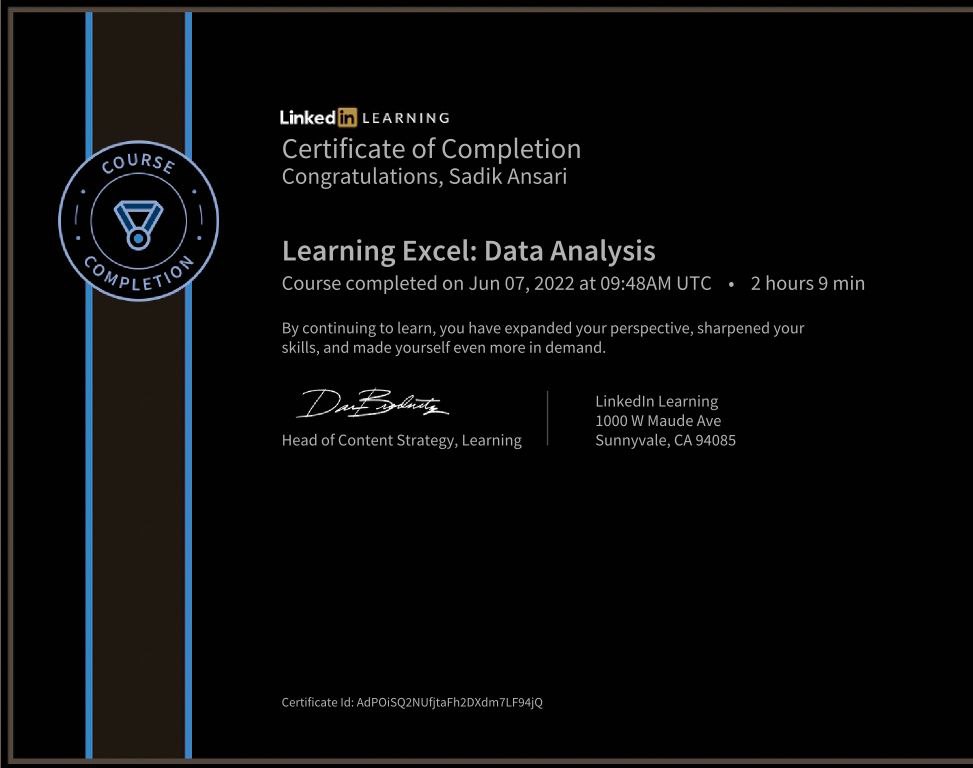 COURSE
COMPLETION
Linked in LEARNING
Certificate of Completion
Congratulations, Sadik Ansari
Learning Excel: Data Analysis
Course completed on Jun 07, 2022 at 09:48AM UTC • 2 hours 9 min
By continuing to learn, you have expanded your perspective, sharpened your
skills, and made yourself even more in demand.
Head of Content Strategy, Learning
LinkedIn Learning
1000 W Maude Ave
Sunnyvale, CA 94085
Certificate Id: AdPOiSQ2NUfjtaFh2DXdm7LF94jQ